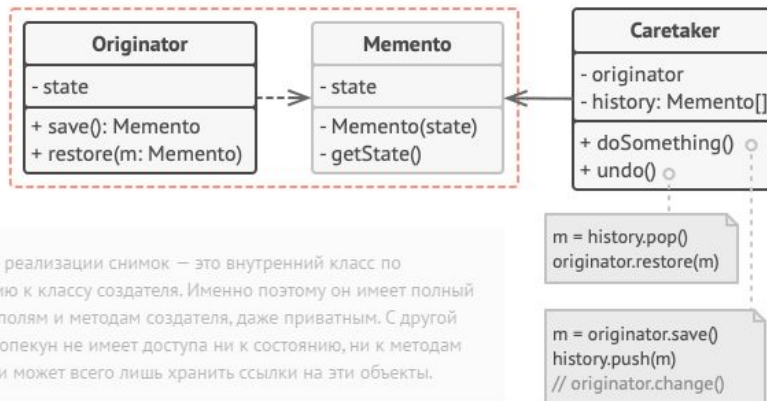 Originator
- state
+ save(): Memento
+ restore(m: Memento)
Memento
- state
- Memento(state)
- getState()
Caretaker
- originator
- history: Memento[]
+ doSomething()
+ undo()
m = history.pop()
originator.restore(m)
m = originator.save()
history.push(m)
// originator.change()
реализации снимок — это внутренний класс по
к классу создателя. Именно поэтому он имеет полный
полям и методам создателя, даже приватным. С другой
опекун не имеет доступа ни к состоянию, ни к методам
и может всего лишь хранить ссылки на эти объекты.